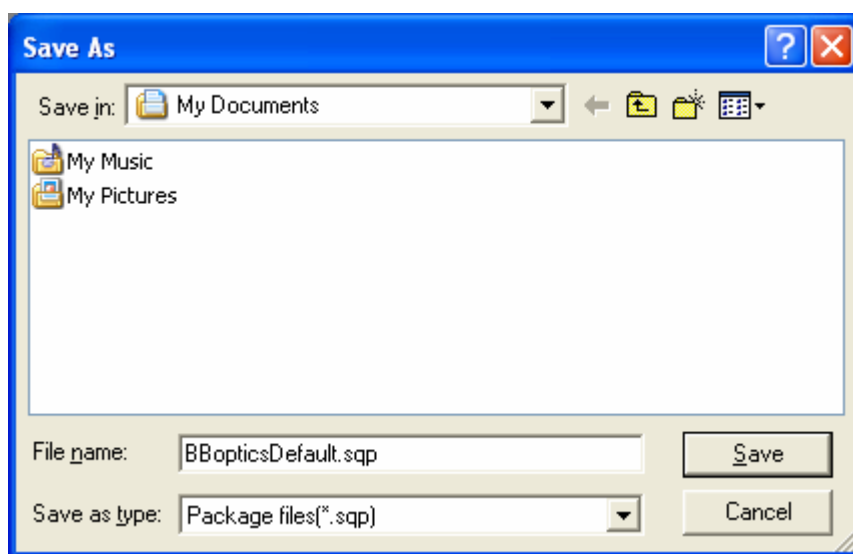 Save As
Save in: My Documents
My Music
My Pictures
File name: BBopticsDefault.sqp Save
Save as type: Package files(*.sqp) Cancel